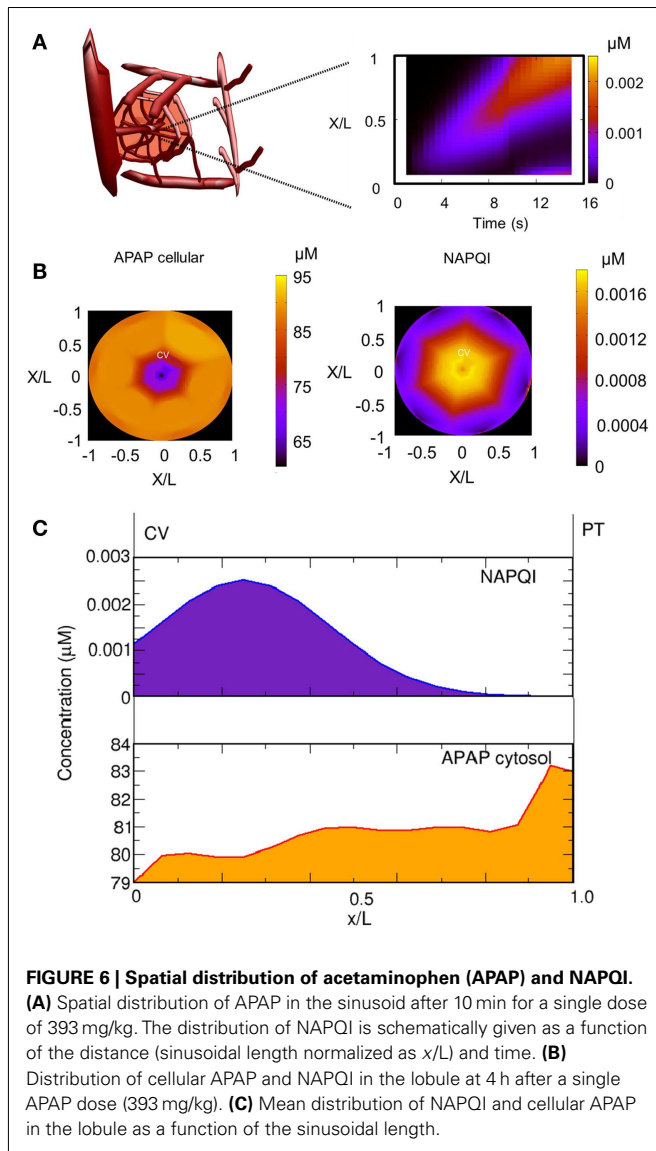 A
µM
1
X/L
0.5
0
0
4
8
12
16
Time (s)
0.002
0.001
0
B
APAP cellular
µM
95
85
75
65
CV
1
0.5
0
-0.5
-1
X/L
-1 -0.5 0 0.5 1
X/L
NAPQI
µM
0.0016
0.0012
0.0008
0.0004
0
CV
1
0.5
0
-0.5
-1
X/L
-1 -0.5 0 0.5 1
X/L
C
CV
PT
0.003
NAPQI
0.002
0.001
0
Concentration (µM)
84
APAP cytosol
83
82
81
80
79
0
0.5
1.0
x/L
FIGURE 6 | Spatial distribution of acetaminophen (APAP) and NAPQI.
(A) Spatial distribution of APAP in the sinusoid after 10 min for a single dose
of 393 mg/kg. The distribution of NAPQI is schematically given as a function
of the distance (sinusoidal length normalized as x/L) and time. (B)
Distribution of cellular APAP and NAPQI in the lobule at 4 h after a single
APAP dose (393 mg/kg). (C) Mean distribution of NAPQI and cellular APAP
in the lobule as a function of the sinusoidal length.